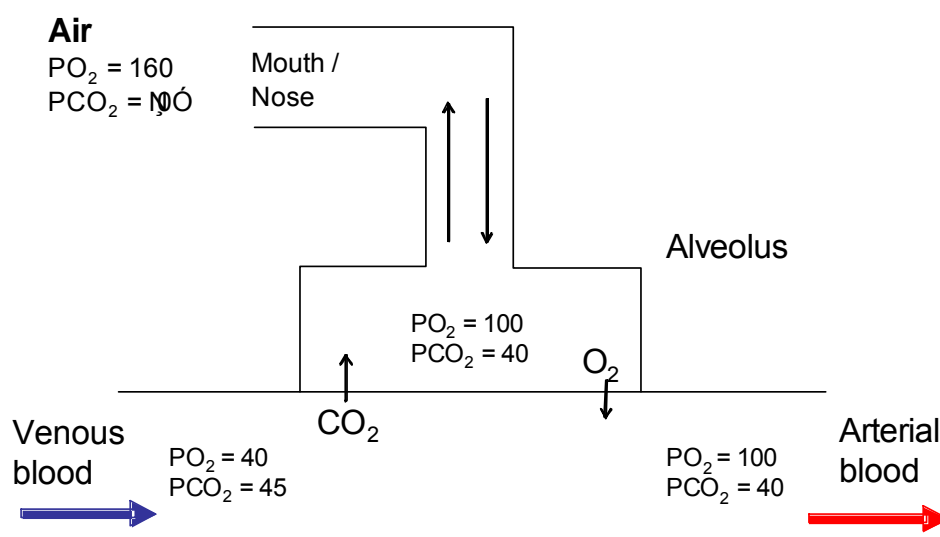 Air
PO₂ = 160
PCO₂ =
Mouth /
Nose
Alveolus
PO₂ = 100
PCO₂ = 40
O₂
CO₂
Venous
blood
PO₂ = 40
PCO₂ = 45
PO₂ = 100
PCO₂ = 40
Arterial
blood